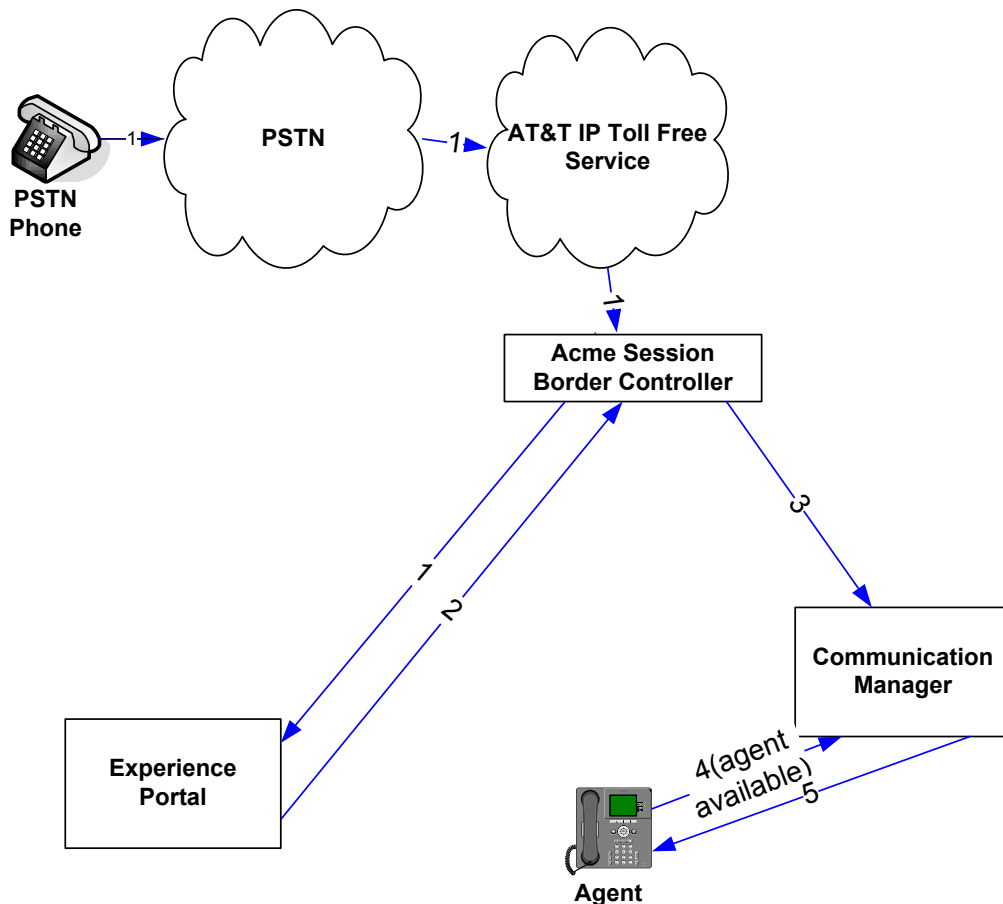 1
PSTN
Phone
PSTN
1
AT&T IP Toll Free
Service
1
Acme Session
Border Controller
1
2
3
Experience
Portal
Communication
Manager
4(agent
available)
5
Agent